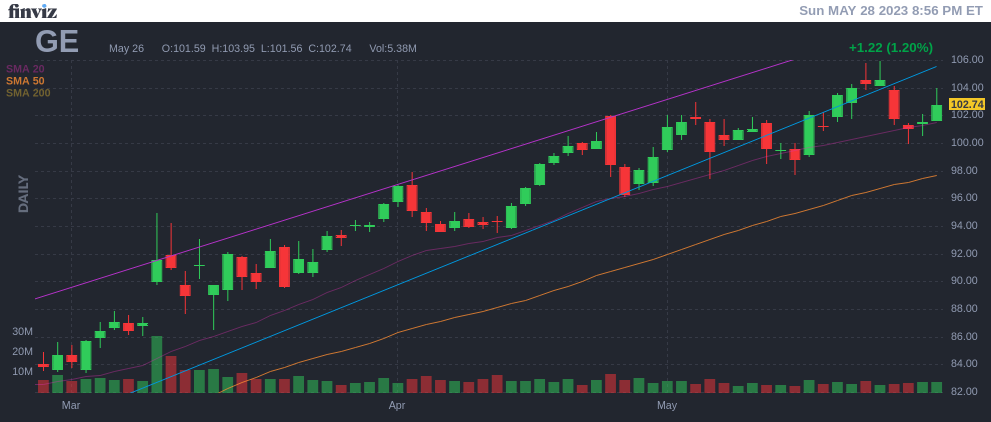 finviz
Sun MAY 28 2023 8:56 PM ET
GE
May 26 O:101.59 H:103.95 L:101.56 C:102.74 Vol:5.38M
+1.22 (1.20%)
SMA 20
SMA 50
SMA 200
DAILY
106.00
104.00
102.74
102.00
100.00
98.00
96.00
94.00
92.00
90.00
88.00
86.00
84.00
82.00
30M
20M
10M
Mar Apr May